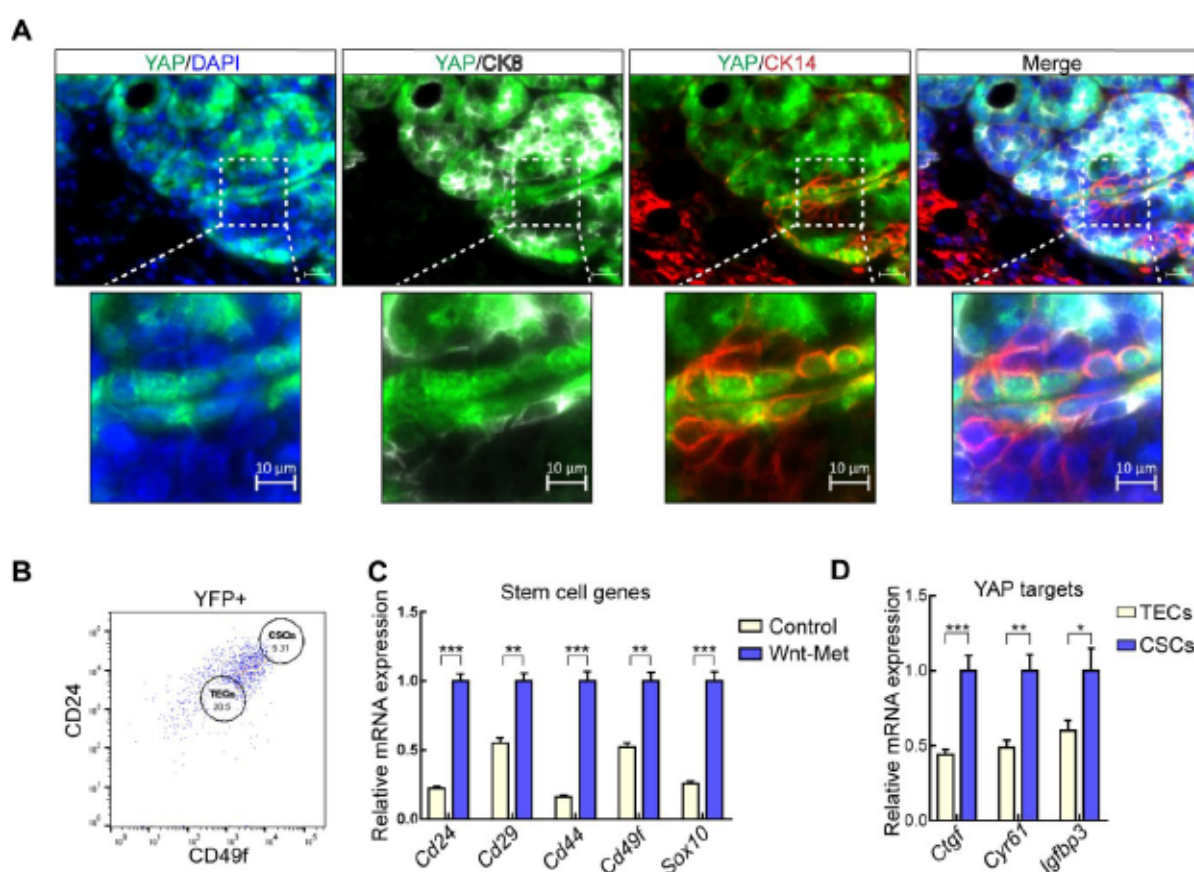 A
YAP/DAPI
YAP/CK8
YAP/CK14
Merge
10 µm
10 µm
10 µm
10 µm
B
YFP+
CD24
CSCs
5.31
TECs
20.5
CD49f
C
Stem cell genes
Relative mRNA expression
1.5
1.0
0.5
0.0
*** ** *** ** ***
Cd24 Cd29 Cd44 Cd49f Sox10
Control
Wnt-Met
D
YAP targets
Relative mRNA expression
1.5
1.0
0.5
0.0
*** ** *
Ctgf Cyr61 Igfbp3
TECs
CSCs